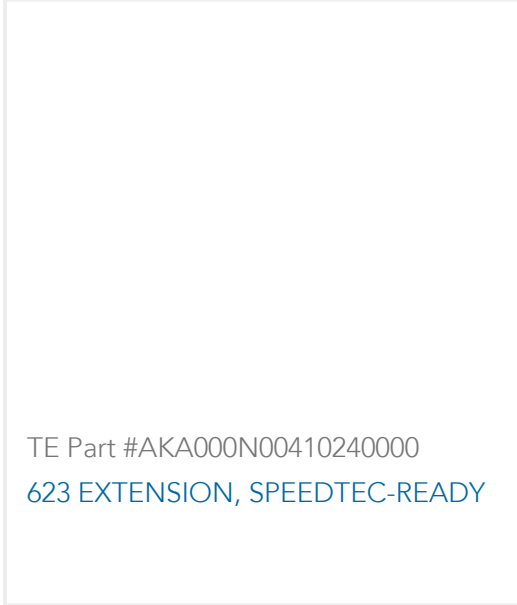 TE Part #AKA000N00410240000
623 EXTENSION, SPEEDTEC-READY